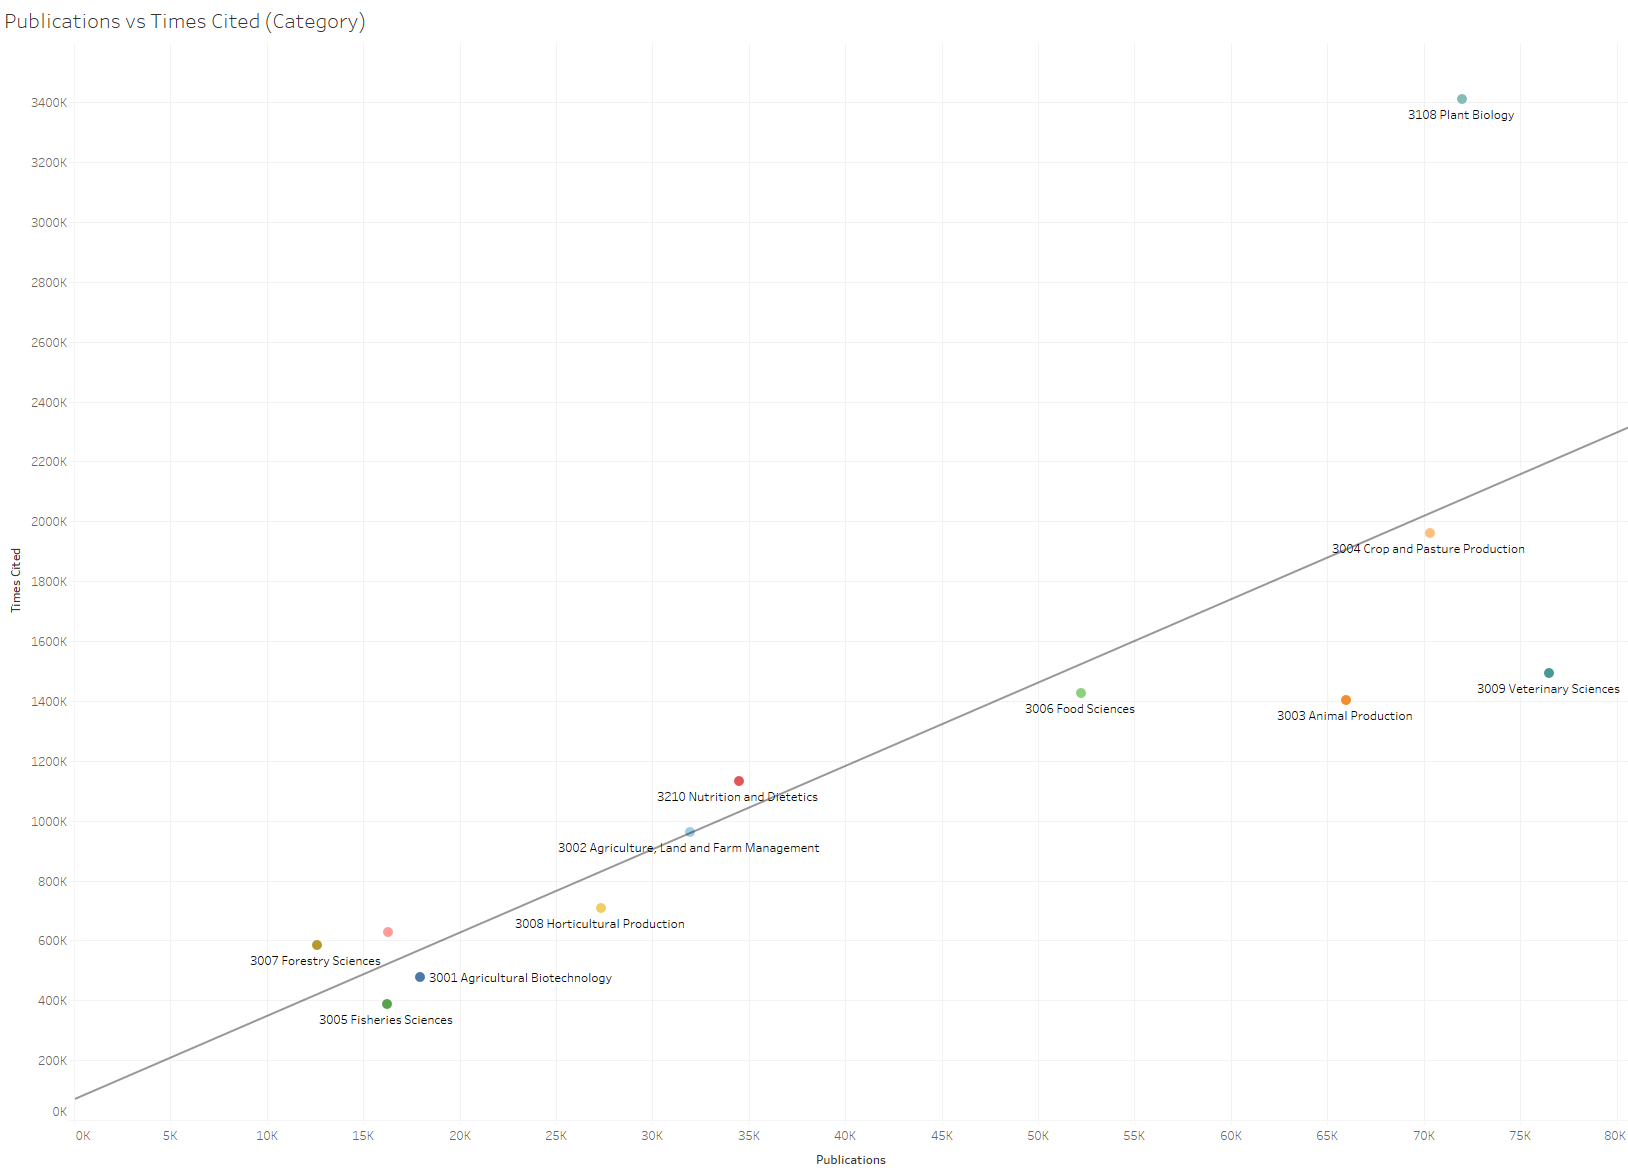 Publications vs Times Cited (Category)
3400K
3108 Plant Biology
3200K
3000K
2800K
2600K
2400K
2200K
2000K
3004 Crop and Pasture Production
1800K
Times Cited
1600K
3009 Veterinary Sciences
1400K
3006 Food Sciences
3003 Animal Production
1200K
3210 Nutrition and Dietetics
1000K
3002 Agriculture, Land and Farm Management
800K
3008 Horticultural Production
600K
3007 Forestry Sciences
3001 Agricultural Biotechnology
400K
3005 Fisheries Sciences
200K
0K
0K 5K 10K 15K 20K 25K 30K 35K 40K 45K 50K 55K 60K 65K 70K 75K 80K
Publications